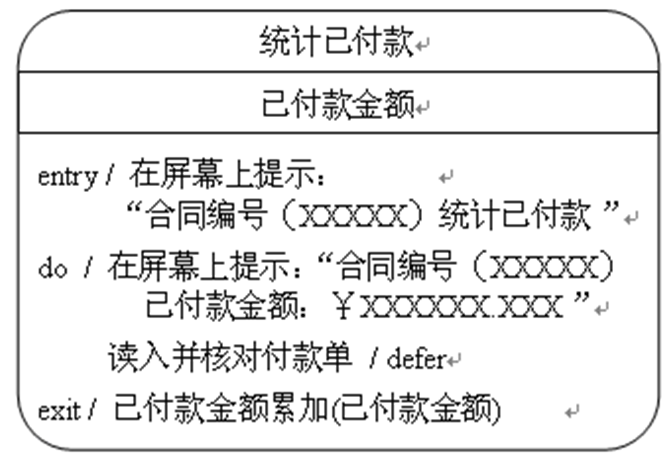 统计已付款
已付款金额
entry / 在屏幕上提示：
“合同编号（XXXXXX）统计已付款 ”
do / 在屏幕上提示：“合同编号（XXXXXX）
已付款金额：￥XXXXXXX.XXX ”
读入并核对付款单 / defer
exit / 已付款金额累加(已付款金额)